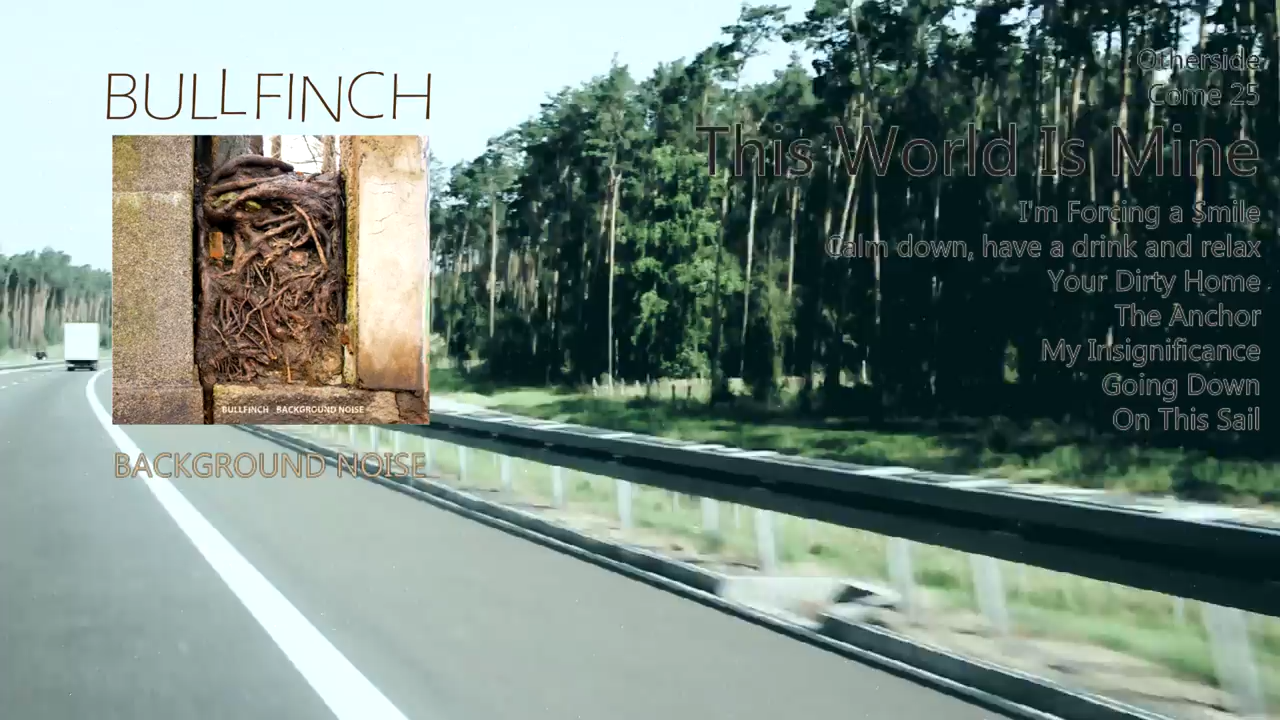 BULLFINCH
BULLFINCH BACKGROUND NOISE
BACKGROUND NOISE
Otherside
Come 25
This World Is Mine
I'm Forcing a Smile
Calm down, have a drink and relax
Your Dirty Home
The Anchor
My Insignificance
Going Down
On This Sail